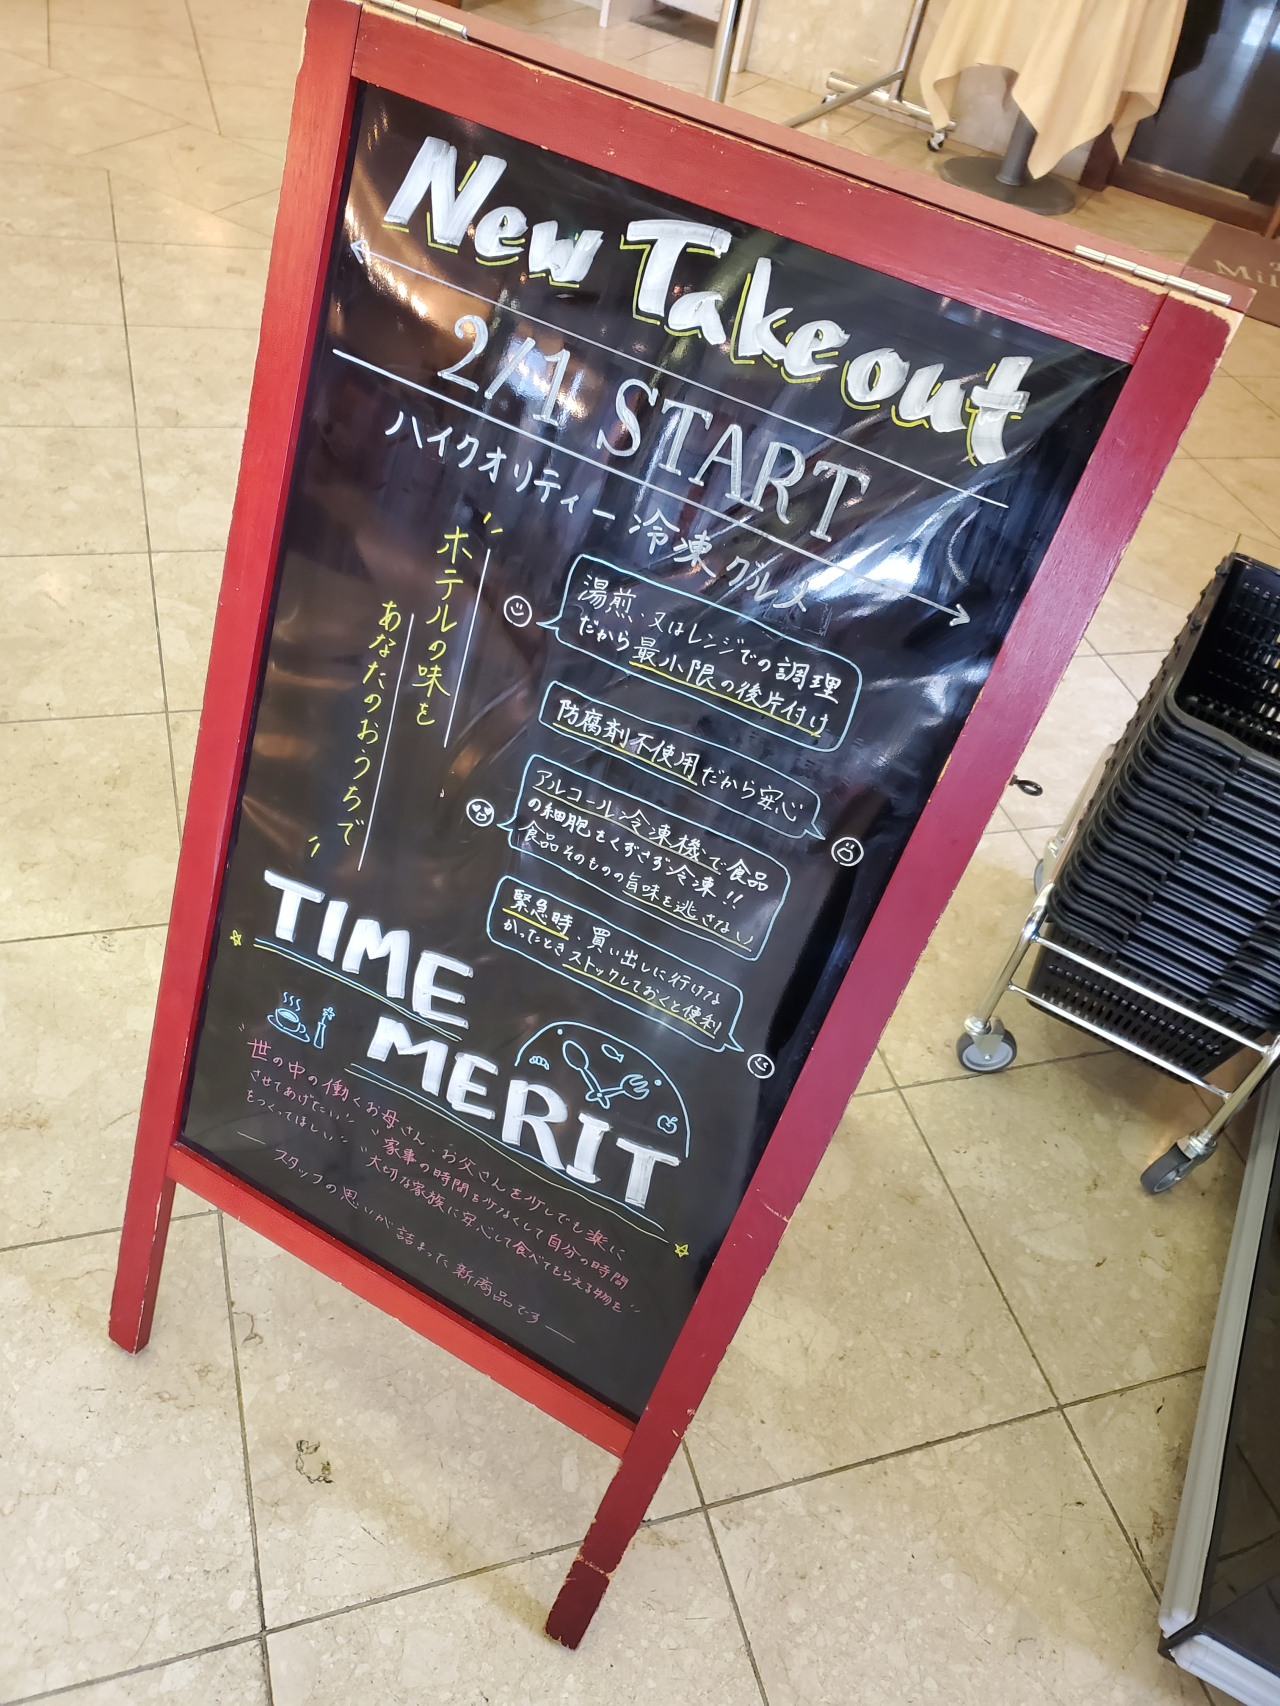 New Takeout
2/1 START
ハイクオリティー冷凍グルメ
ホテルの味を
あなたのおうちで
湯煎、又はレンジでの調理
だから最小限の後片付け
防腐剤不使用だから安心
アルコール冷凍機で食品
の細胞をくずさず冷凍!!
食品そのものの旨味を逃さない
緊急時、買い出しに行けな
かったときストックしておくと便利
TIME
MERIT
"世の中の働くお母さん、お父さんを少しでも楽に
させてあげたい" "家事の時間を少なくして自分の時間
をつくってほしい" "大切な家族に安心して食べてもらえる物を"
スタッフの思いが詰まった新商品です